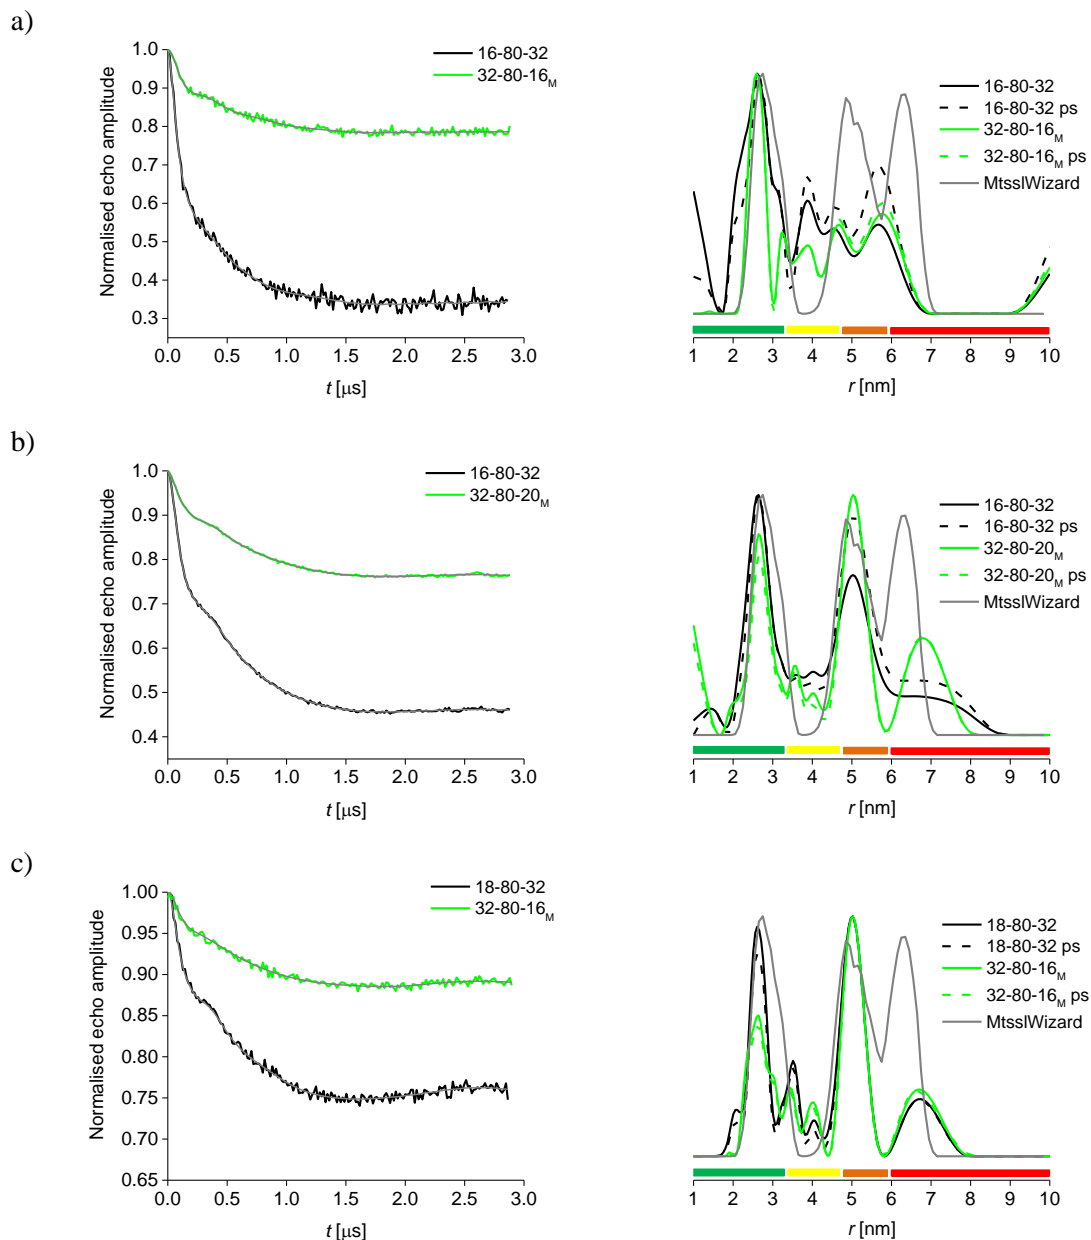 a)
Normalised echo amplitude
1.0
0.9
0.8
0.7
0.6
0.5
0.4
0.3
0.0 0.5 1.0 1.5 2.0 2.5 3.0
t [μs]
16-80-32
32-80-16M
16-80-32
16-80-32 ps
32-80-16M
32-80-16M ps
MtsslWizard
1 2 3 4 5 6 7 8 9 10
r [nm]
b)
Normalised echo amplitude
1.0
0.9
0.8
0.7
0.6
0.5
0.4
0.0 0.5 1.0 1.5 2.0 2.5 3.0
t [μs]
16-80-32
32-80-20M
16-80-32
16-80-32 ps
32-80-20M
32-80-20M ps
MtsslWizard
1 2 3 4 5 6 7 8 9 10
r [nm]
c)
Normalised echo amplitude
1.00
0.95
0.90
0.85
0.80
0.75
0.70
0.65
0.0 0.5 1.0 1.5 2.0 2.5 3.0
t [μs]
18-80-32
32-80-16M
18-80-32
18-80-32 ps
32-80-16M
32-80-16M ps
MtsslWizard
1 2 3 4 5 6 7 8 9 10
r [nm]